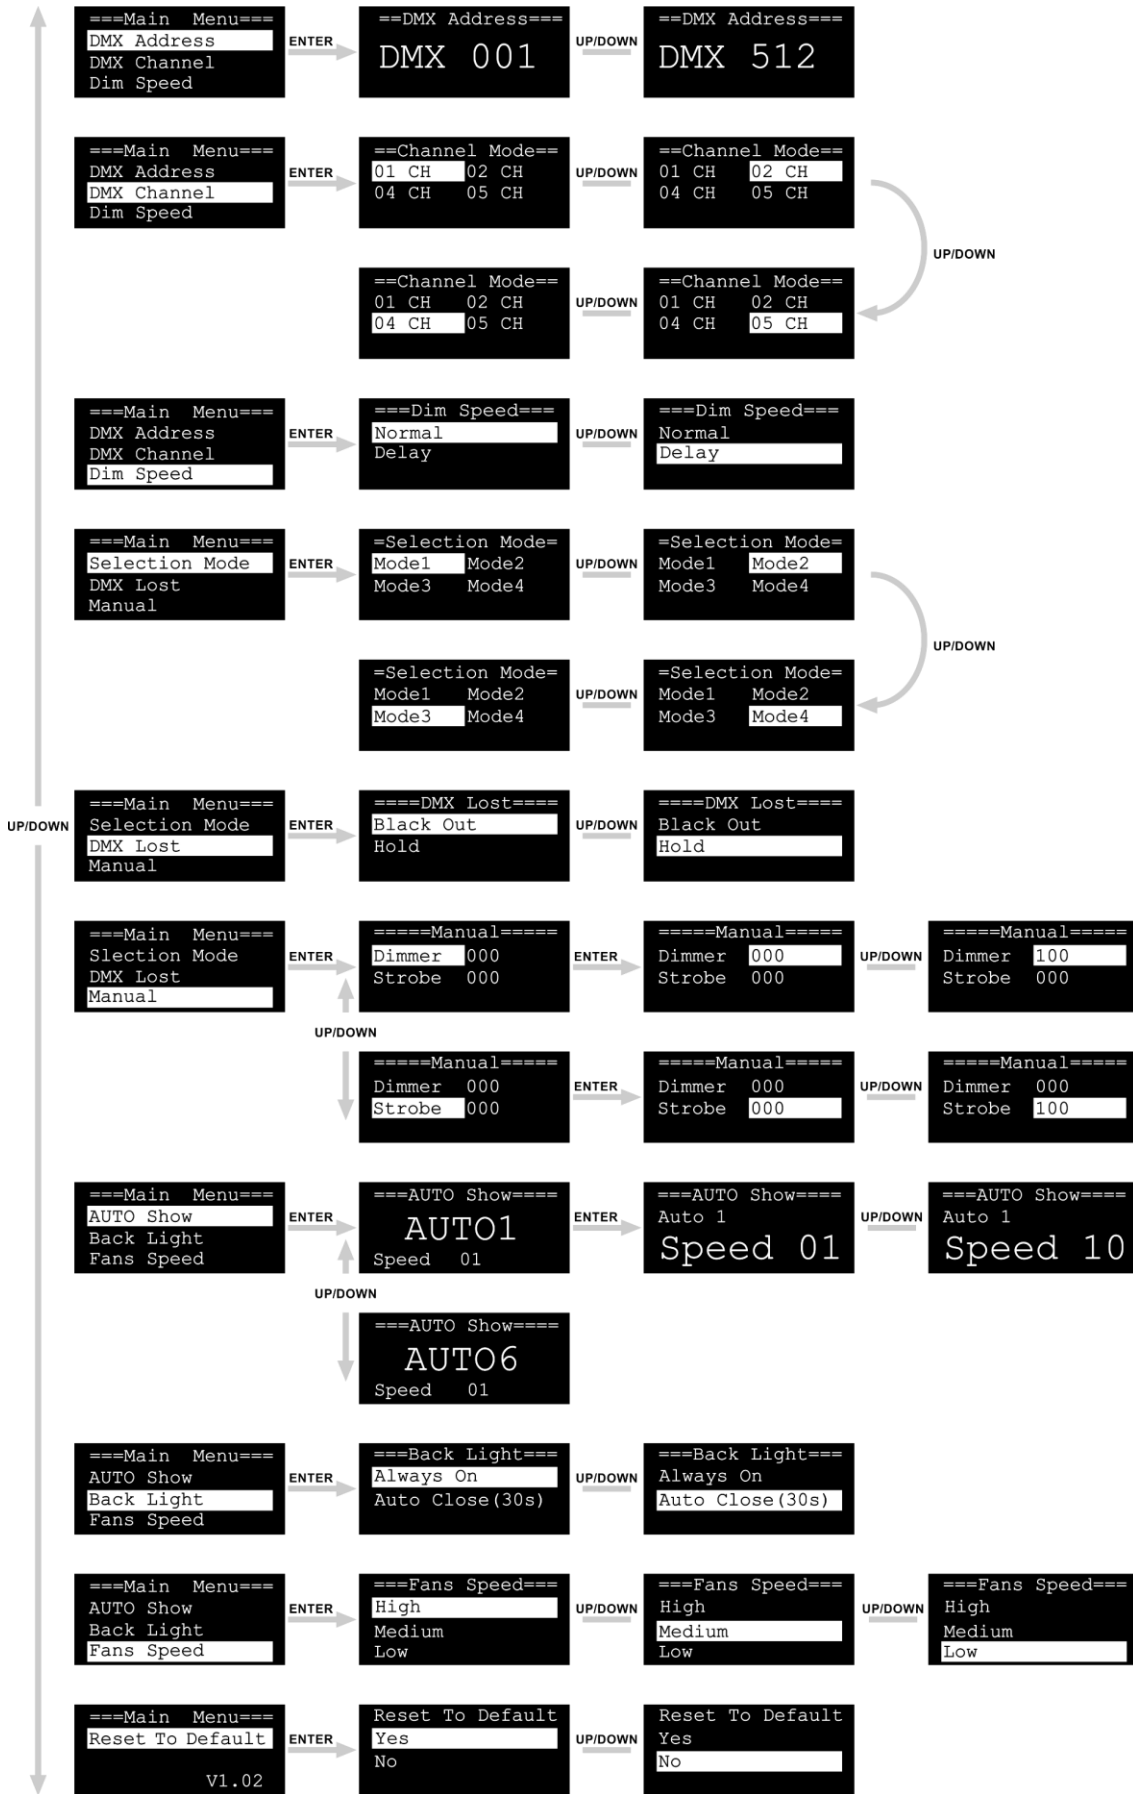 ===Main  Menu===
DMX Address
DMX Channel
Dim Speed
ENTER
==DMX Address===
DMX 001
UP/DOWN
==DMX Address===
DMX 512
===Main  Menu===
DMX Address
DMX Channel
Dim Speed
ENTER
==Channel Mode==
01 CH 02 CH
04 CH 05 CH
UP/DOWN
==Channel Mode==
01 CH 02 CH
04 CH 05 CH
UP/DOWN
==Channel Mode==
01 CH 02 CH
04 CH 05 CH
UP/DOWN
==Channel Mode==
01 CH 02 CH
04 CH 05 CH
===Main  Menu===
DMX Address
DMX Channel
Dim Speed
ENTER
===Dim Speed===
Normal
Delay
UP/DOWN
===Dim Speed===
Normal
Delay
===Main  Menu===
Selection Mode
DMX Lost
Manual
ENTER
=Selection Mode=
Mode1 Mode2
Mode3 Mode4
UP/DOWN
=Selection Mode=
Mode1 Mode2
Mode3 Mode4
UP/DOWN
=Selection Mode=
Mode1 Mode2
Mode3 Mode4
UP/DOWN
=Selection Mode=
Mode1 Mode2
Mode3 Mode4
UP/DOWN
===Main  Menu===
Selection Mode
DMX Lost
Manual
ENTER
====DMX Lost====
Black Out
Hold
UP/DOWN
====DMX Lost====
Black Out
Hold
===Main  Menu===
Slection Mode
DMX Lost
Manual
ENTER
=====Manual=====
Dimmer 000
Strobe 000
ENTER
=====Manual=====
Dimmer 000
Strobe 000
UP/DOWN
=====Manual=====
Dimmer 100
Strobe 000
UP/DOWN
=====Manual=====
Dimmer 000
Strobe 000
ENTER
=====Manual=====
Dimmer 000
Strobe 000
UP/DOWN
=====Manual=====
Dimmer 000
Strobe 100
===Main  Menu===
AUTO Show
Back Light
Fans Speed
ENTER
===AUTO Show====
AUTO1
Speed 01
ENTER
===AUTO Show====
Auto 1
Speed 01
UP/DOWN
===AUTO Show====
Auto 1
Speed 10
UP/DOWN
===AUTO Show====
AUTO6
Speed 01
===Main  Menu===
AUTO Show
Back Light
Fans Speed
ENTER
===Back Light===
Always On
Auto Close(30s)
UP/DOWN
===Back Light===
Always On
Auto Close(30s)
===Main  Menu===
AUTO Show
Back Light
Fans Speed
ENTER
===Fans Speed===
High
Medium
Low
UP/DOWN
===Fans Speed===
High
Medium
Low
UP/DOWN
===Fans Speed===
High
Medium
Low
===Main  Menu===
Reset To Default
V1.02
ENTER
Reset To Default
Yes
No
UP/DOWN
Reset To Default
Yes
No